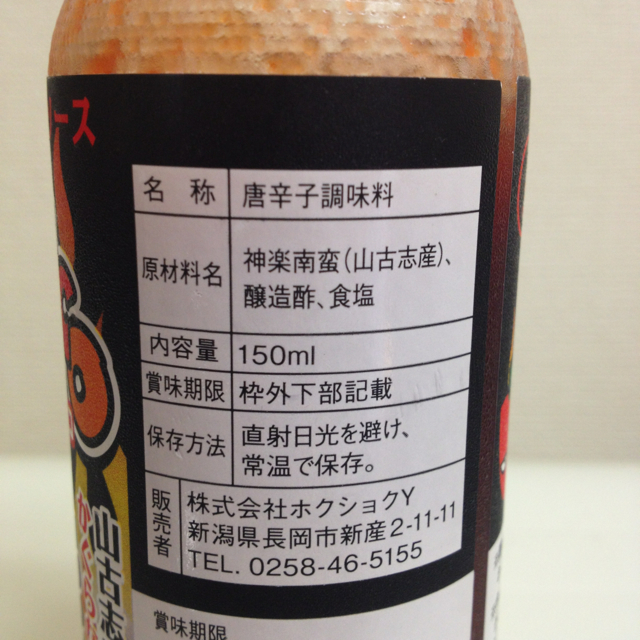 ース
名 称 唐辛子調味料
原材料名 神楽南蛮(山古志産)、
醸造酢、食塩
内容量 150ml
賞味期限 枠外下部記載
保存方法 直射日光を避け、
常温で保存。
販売者 株式会社ホクショクY
新潟県長岡市新産2-11-11
TEL. 0258-46-5155
賞味期限
山古志
かぐら